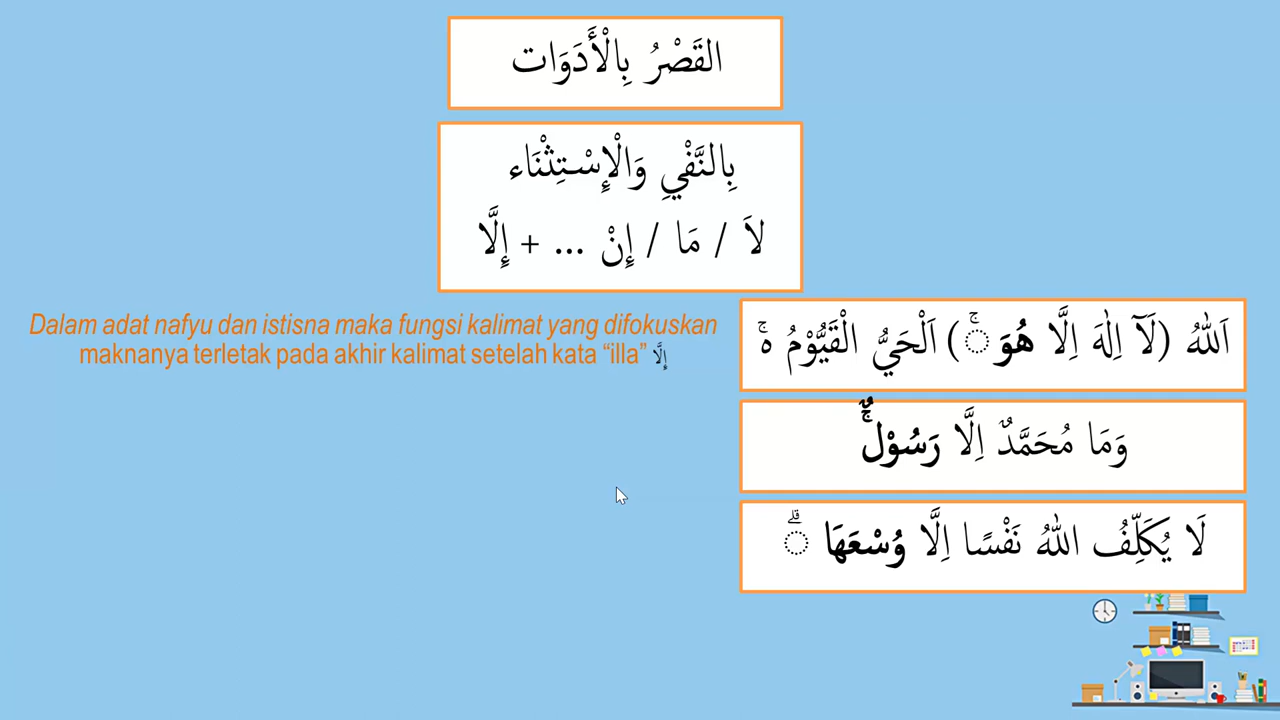 القَصْرُ بِالْأَدَوَات
بِالنَّفْيِ وَالْإِسْتِثْنَاء
لاَ / مَا / إِنْ ... + إِلَّا
Dalam adat nafyu dan istisna maka fungsi kalimat yang difokuskan
maknanya terletak pada akhir kalimat setelah kata “illa” إِلَّا
اَللّٰهُ (لَآ اِلٰهَ اِلَّا هُوَ ۚ) اَلْحَيُّ الْقَيُّوْمُ ەۚ
وَمَا مُحَمَّدٌ اِلَّا رَسُوْلٌۚ
لَا يُكَلِّفُ اللّٰهُ نَفْسًا اِلَّا وُسْعَهَا ۗ